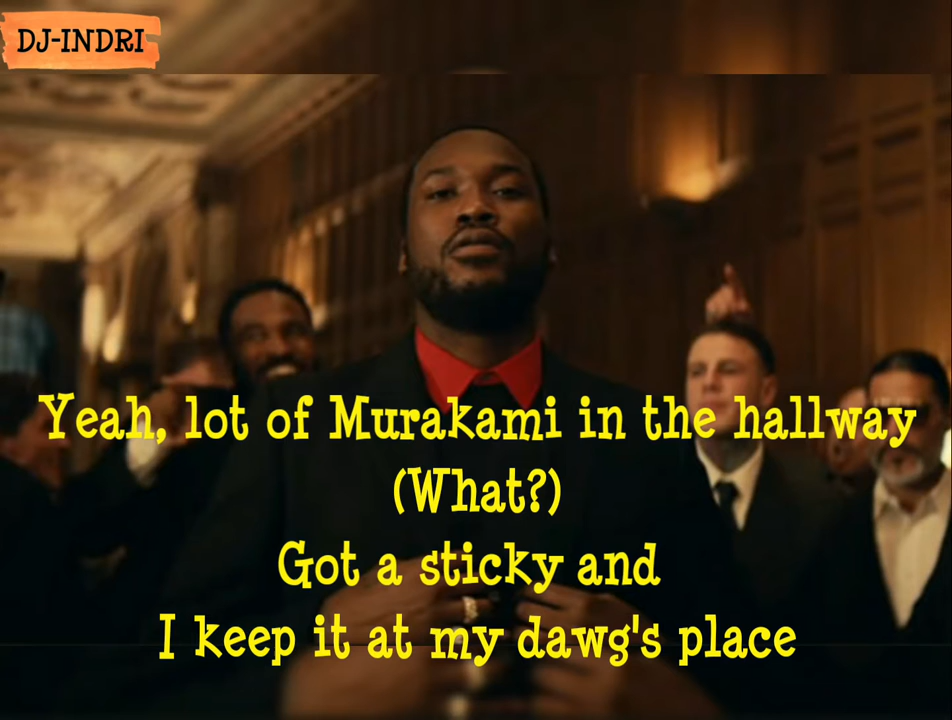 DJ-INDRI
Yeah, lot of Murakami in the hallway
(What?)
Got a sticky and
I keep it at my dawg's place